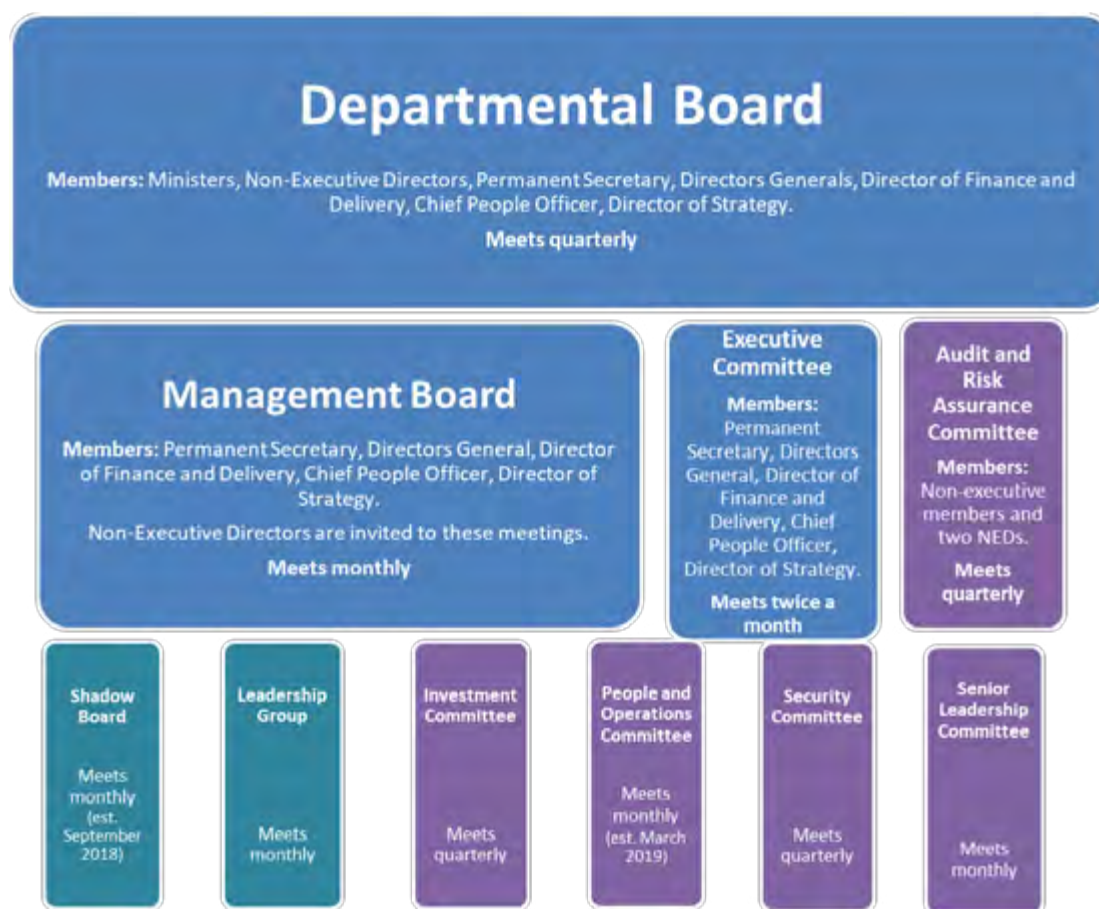 Departmental Board
Members: Ministers, Non-Executive Directors, Permanent Secretary, Directors Generals, Director of Finance and
Delivery, Chief People Officer, Director of Strategy.
Meets quarterly
Management Board
Members: Permanent Secretary, Directors General, Director
of Finance and Delivery, Chief People Officer, Director of
Strategy.
Non-Executive Directors are invited to these meetings.
Meets monthly
Executive
Committee
Members:
Permanent
Secretary, Directors
General, Director of
Finance and
Delivery, Chief
People Officer,
Director of Strategy.
Meets twice a
month
Audit and
Risk
Assurance
Committee
Members:
Non-executive
members and
two NEDs.
Meets
quarterly
Shadow
Board
Meets
monthly
(est.
September
2018)
Leadership
Group
Meets
monthly
Investment
Committee
Meets
quarterly
People and
Operations
Committee
Meets
monthly
(est. March
2019)
Security
Committee
Meets
quarterly
Senior
Leadership
Committee
Meets
monthly